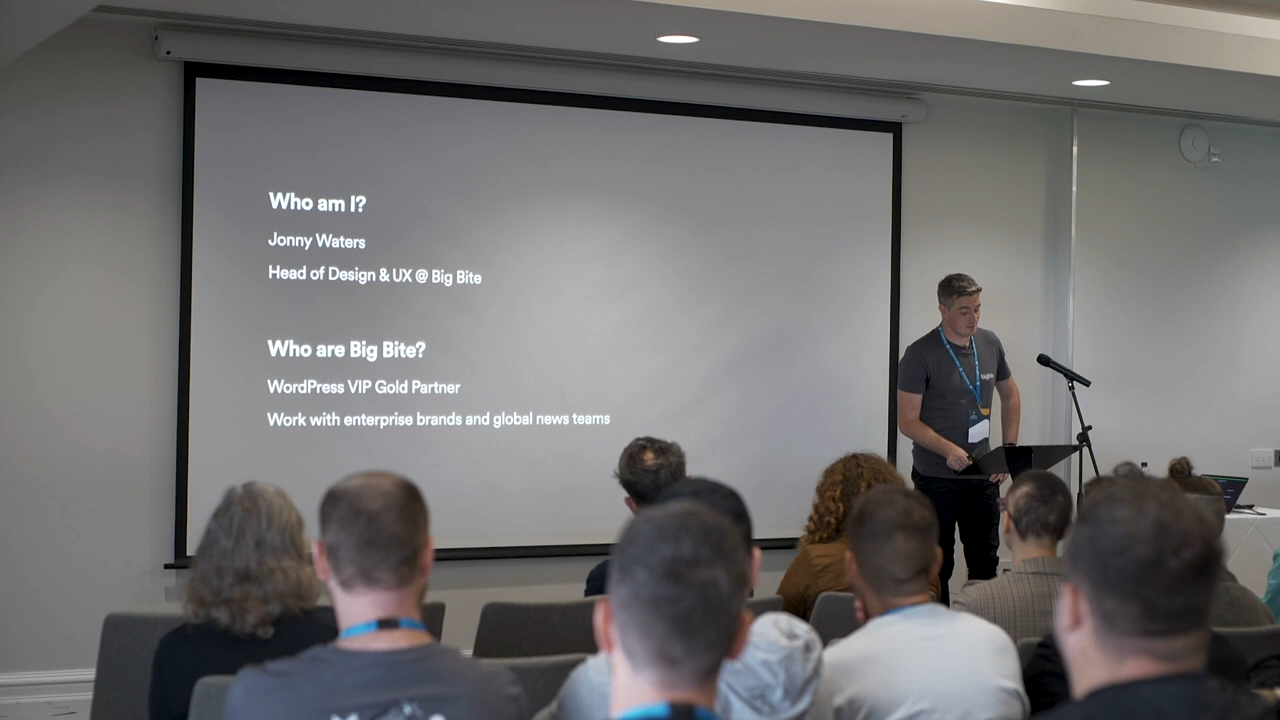 Who am I?
Jonny Waters
Head of Design & UX @ Big Bite
Who are Big Bite?
WordPress VIP Gold Partner
Work with enterprise brands and global news teams